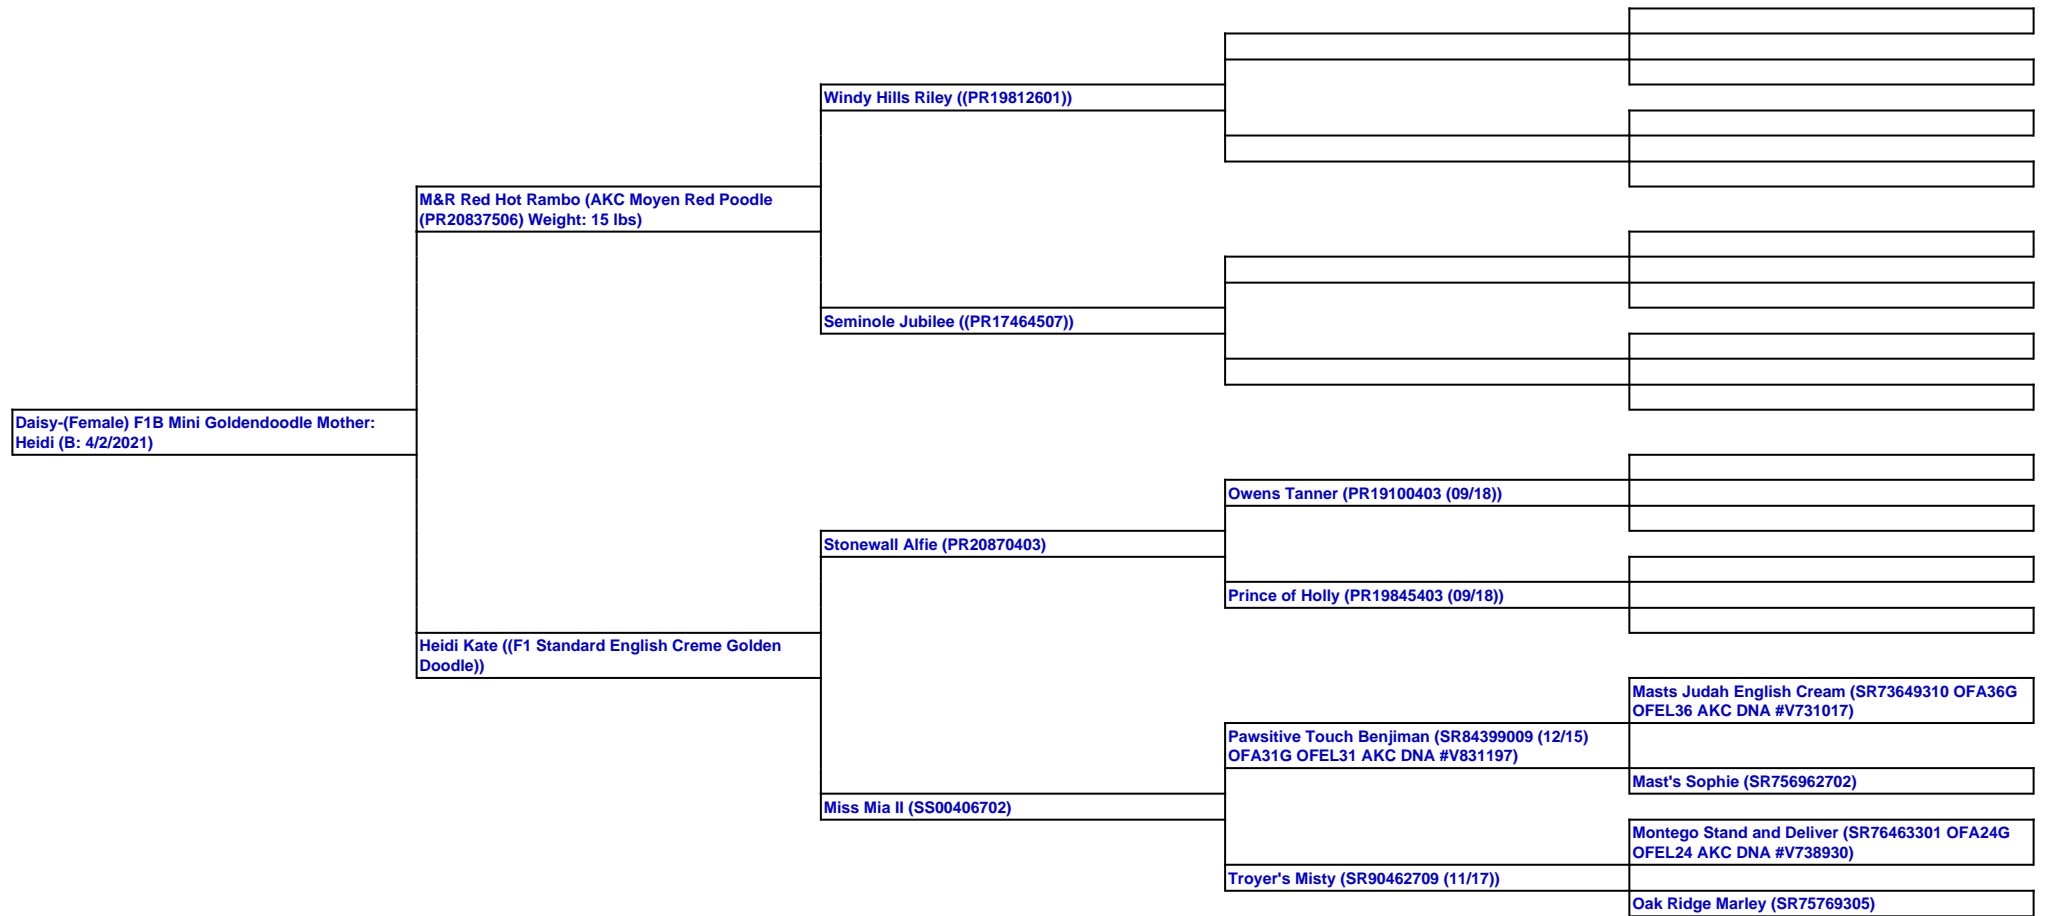 Windy Hills Riley ((PR19812601))
M&R Red Hot Rambo (AKC Moyen Red Poodle
(PR20837506) Weight: 15 lbs)
Seminole Jubilee ((PR17464507))
Daisy-(Female) F1B Mini Goldendoodle Mother:
Heidi (B: 4/2/2021)
Owens Tanner (PR19100403 (09/18))
Stonewall Alfie (PR20870403)
Prince of Holly (PR19845403 (09/18))
Heidi Kate ((F1 Standard English Creme Golden
Doodle))
Masts Judah English Cream (SR73649310 OFA36G
OFEL36 AKC DNA #V731017)
Pawsitive Touch Benjiman (SR84399009 (12/15)
OFA31G OFEL31 AKC DNA #V831197)
Mast's Sophie (SR756962702)
Miss Mia II (SS00406702)
Montego Stand and Deliver (SR76463301 OFA24G
OFEL24 AKC DNA #V738930)
Troyer's Misty (SR90462709 (11/17))
Oak Ridge Marley (SR75769305)